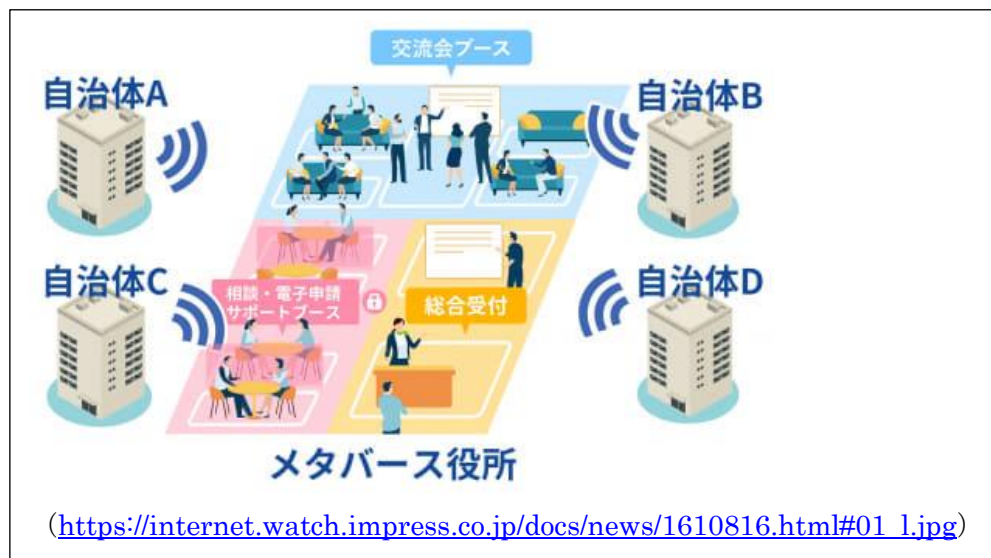 交流会ブース
自治体A
自治体B
自治体C
相談・電子申請
サポートブース
総合受付
自治体D
メタバース役所
(https://internet.watch.impress.co.jp/docs/news/1610816.html#01_l.jpg)